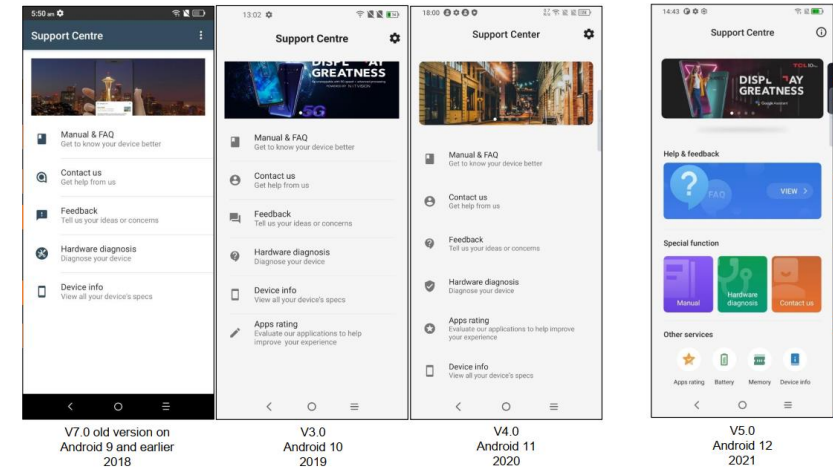 5:50 am
Support Centre
Manual & FAQ
Get to know your device better
Contact us
Get help from us
Feedback
Tell us your ideas or concerns
Hardware diagnosis
Diagnose your device
Device info
View all your device's specs
V7.0 old version on
Android 9 and earlier
2018
13:02
Support Centre
GREATNESS
5G
Manual & FAQ
Get to know your device better
Contact us
Get help from us
Feedback
Tell us your ideas or concerns
Hardware diagnosis
Diagnose your device
Device info
View all your device's specs
Apps rating
Evaluate our applications to help
improve your experience
V3.0
Android 10
2019
18:00
Support Center
Manual & FAQ
Get to know your device better
Contact us
Get help from us
Feedback
Tell us your ideas or concerns
Hardware diagnosis
Diagnose your device
Apps rating
Evaluate our applications to help improve
your experience
Device info
View all your device's specs
V4.0
Android 11
2020
14:43
Support Centre
TCL 10
DISPL AY
GREATNESS
Help & feedback
FAQ
VIEW >
Special function
Manual
Hardware
diagnosis
Contact us
Other services
Apps rating
Battery
Memory
Device info
V5.0
Android 12
2021